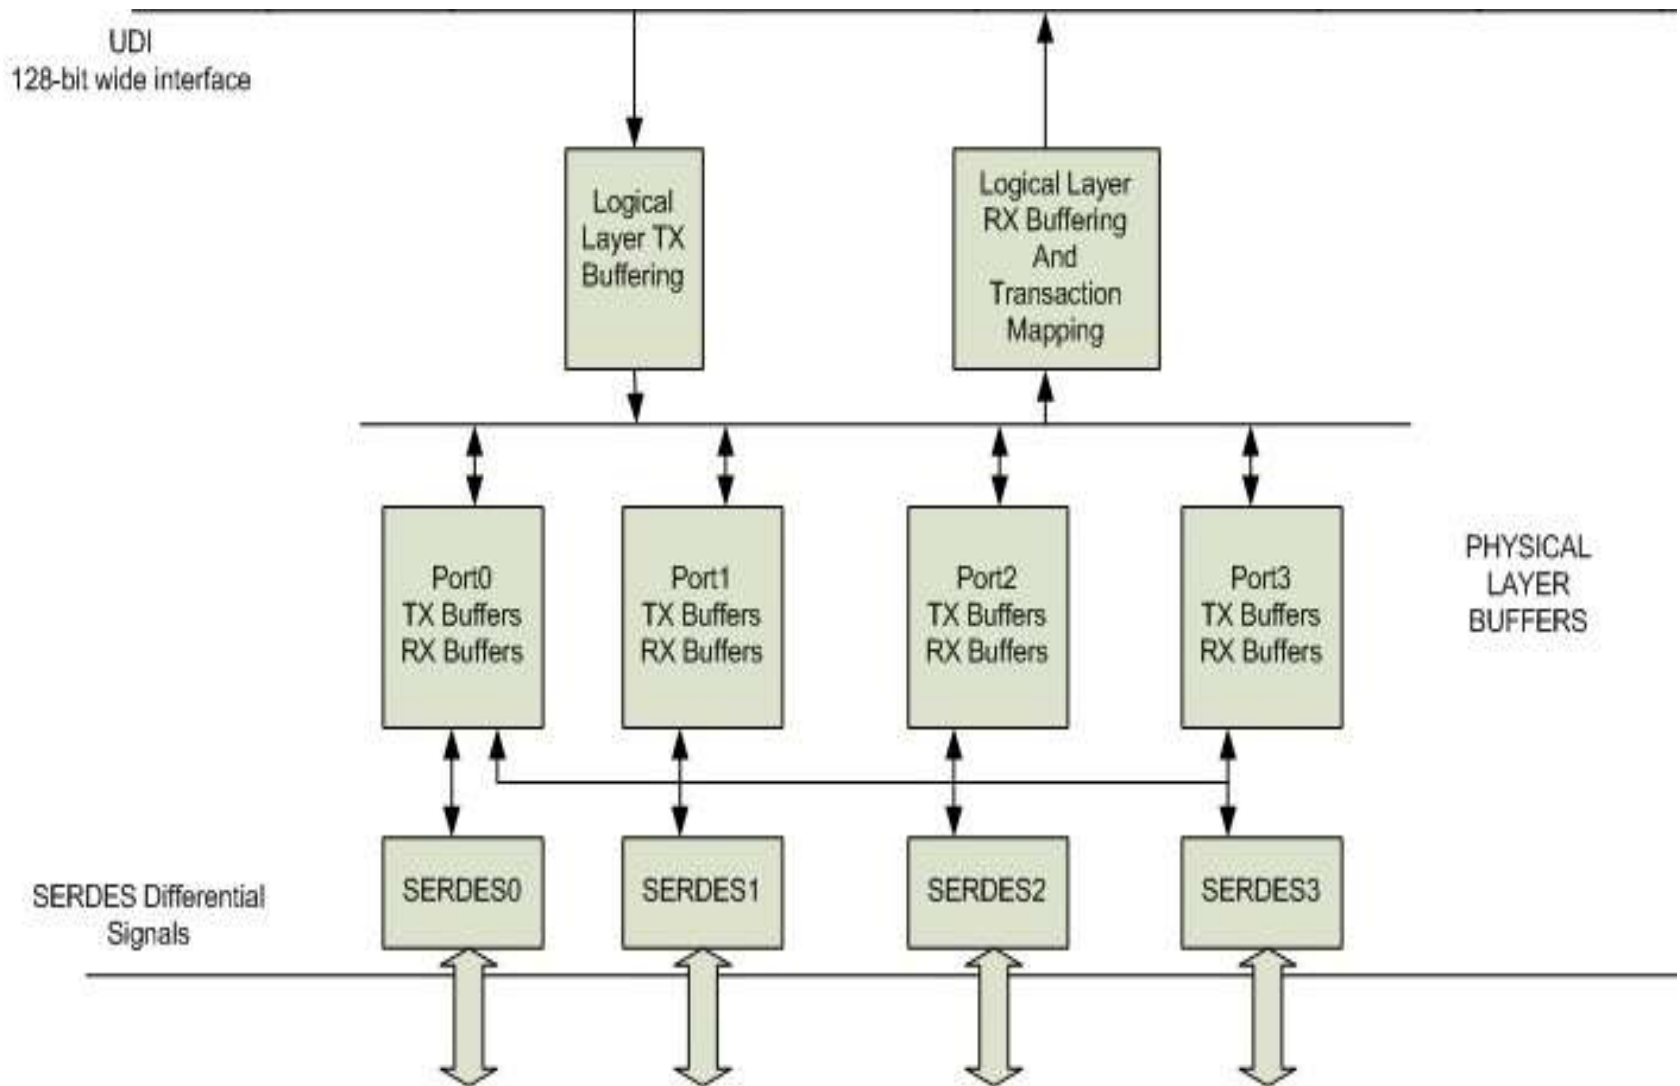 UDI
128-bit wide interface
Logical
Layer TX
Buffering
Logical Layer
RX Buffering
And
Transaction
Mapping
Port0
TX Buffers
RX Buffers
Port1
TX Buffers
RX Buffers
Port2
TX Buffers
RX Buffers
Port3
TX Buffers
RX Buffers
PHYSICAL
LAYER
BUFFERS
SERDES Differential
Signals
SERDES0
SERDES1
SERDES2
SERDES3